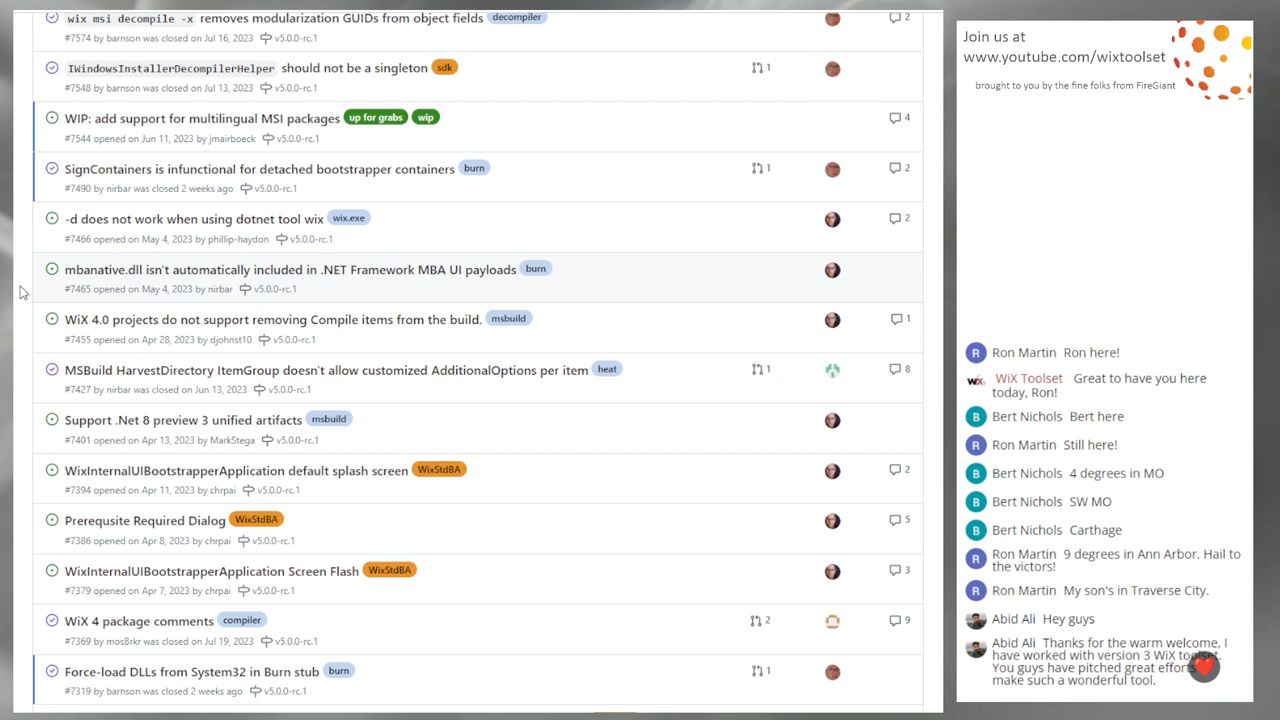 wix msi decompile -x removes modularization GUIDs from object fields decompiler
2
#7574 by barnson was closed on Jul 16, 2023 v5.0.0-rc.1
IWindowsInstallerDecompilerHelper should not be a singleton sdk
1
#7548 by barnson was closed on Jul 13, 2023 v5.0.0-rc.1
WIP: add support for multilingual MSI packages up for grabs wip
4
#7544 opened on Jun 11, 2023 by jmairboeck v5.0.0-rc.1
SignContainers is infunctional for detached bootstrapper containers burn
1 2
#7490 by nirbar was closed 2 weeks ago v5.0.0-rc.1
-d does not work when using dotnet tool wix wix.exe
2
#7466 opened on May 4, 2023 by phillip-haydon v5.0.0-rc.1
mbanative.dll isn't automatically included in .NET Framework MBA UI payloads burn
#7465 opened on May 4, 2023 by nirbar v5.0.0-rc.1
WiX 4.0 projects do not support removing Compile items from the build. msbuild
1
#7455 opened on Apr 28, 2023 by djohnst10 v5.0.0-rc.1
MSBuild HarvestDirectory ItemGroup doesn't allow customized AdditionalOptions per item heat
1 8
#7427 by nirbar was closed on Jun 13, 2023 v5.0.0-rc.1
Support .Net 8 preview 3 unified artifacts msbuild
#7401 opened on Apr 13, 2023 by MarkStega v5.0.0-rc.1
WixInternalUIBootstrapperApplication default splash screen WixStdBA
2
#7394 opened on Apr 11, 2023 by chrpai v5.0.0-rc.1
Prerequsite Required Dialog WixStdBA
5
#7386 opened on Apr 8, 2023 by chrpai v5.0.0-rc.1
WixInternalUIBootstrapperApplication Screen Flash WixStdBA
3
#7379 opened on Apr 7, 2023 by chrpai v5.0.0-rc.1
WiX 4 package comments compiler
2 9
#7369 by mos8rkr was closed on Jul 19, 2023 v5.0.0-rc.1
Force-load DLLs from System32 in Burn stub burn
1
#7319 by barnson was closed 2 weeks ago v5.0.0-rc.1
Join us at
www.youtube.com/wixtoolset
brought to you by the fine folks from FireGiant
R Ron Martin Ron here!
WiX WiX Toolset Great to have you here
today, Ron!
B Bert Nichols Bert here
R Ron Martin Still here!
B Bert Nichols 4 degrees in MO
B Bert Nichols SW MO
B Bert Nichols Carthage
R Ron Martin 9 degrees in Ann Arbor. Hail to
the victors!
R Ron Martin My son's in Traverse City.
Abid Ali Hey guys
Abid Ali Thanks for the warm welcome, I
have worked with version 3 WiX toolset.
You guys have pitched great efforts
make such a wonderful tool.